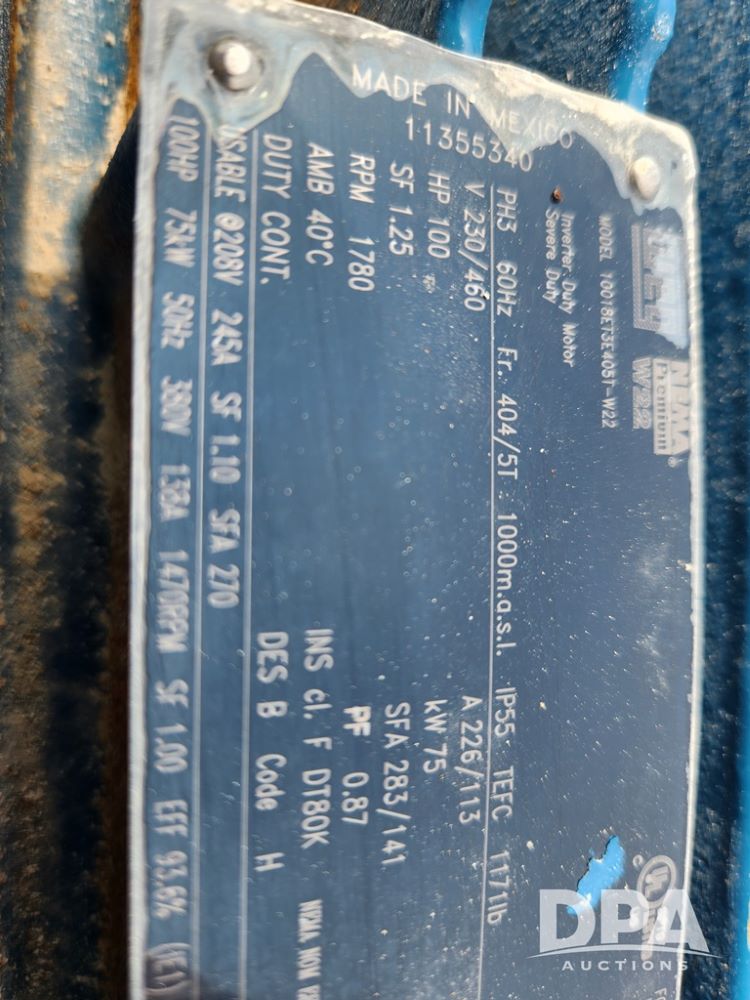 MADE IN MEXICO
11355340
NEMA
Premium
W22
MODEL 10018ET3E405T-W22
Inverter Duty Motor
Severe Duty
PH3 60Hz Fr. 404/5T 1000m.a.s.l. IP55 TEFC 1171lb
V 230/460 A 226/113
HP 100 kW 75
SF 1.25 SFA 283/141
RPM 1780 PF 0.87
AMB 40°C INS cl. F DT80K
DUTY CONT. DES B Code H
NEMA NOM
USABLE @208V 245A SF 1.10 SFA 270
100HP 75kW 50Hz 380V 138A 1470RPM SF 1.00 EFF 93.6%
DPA
AUCTIONS